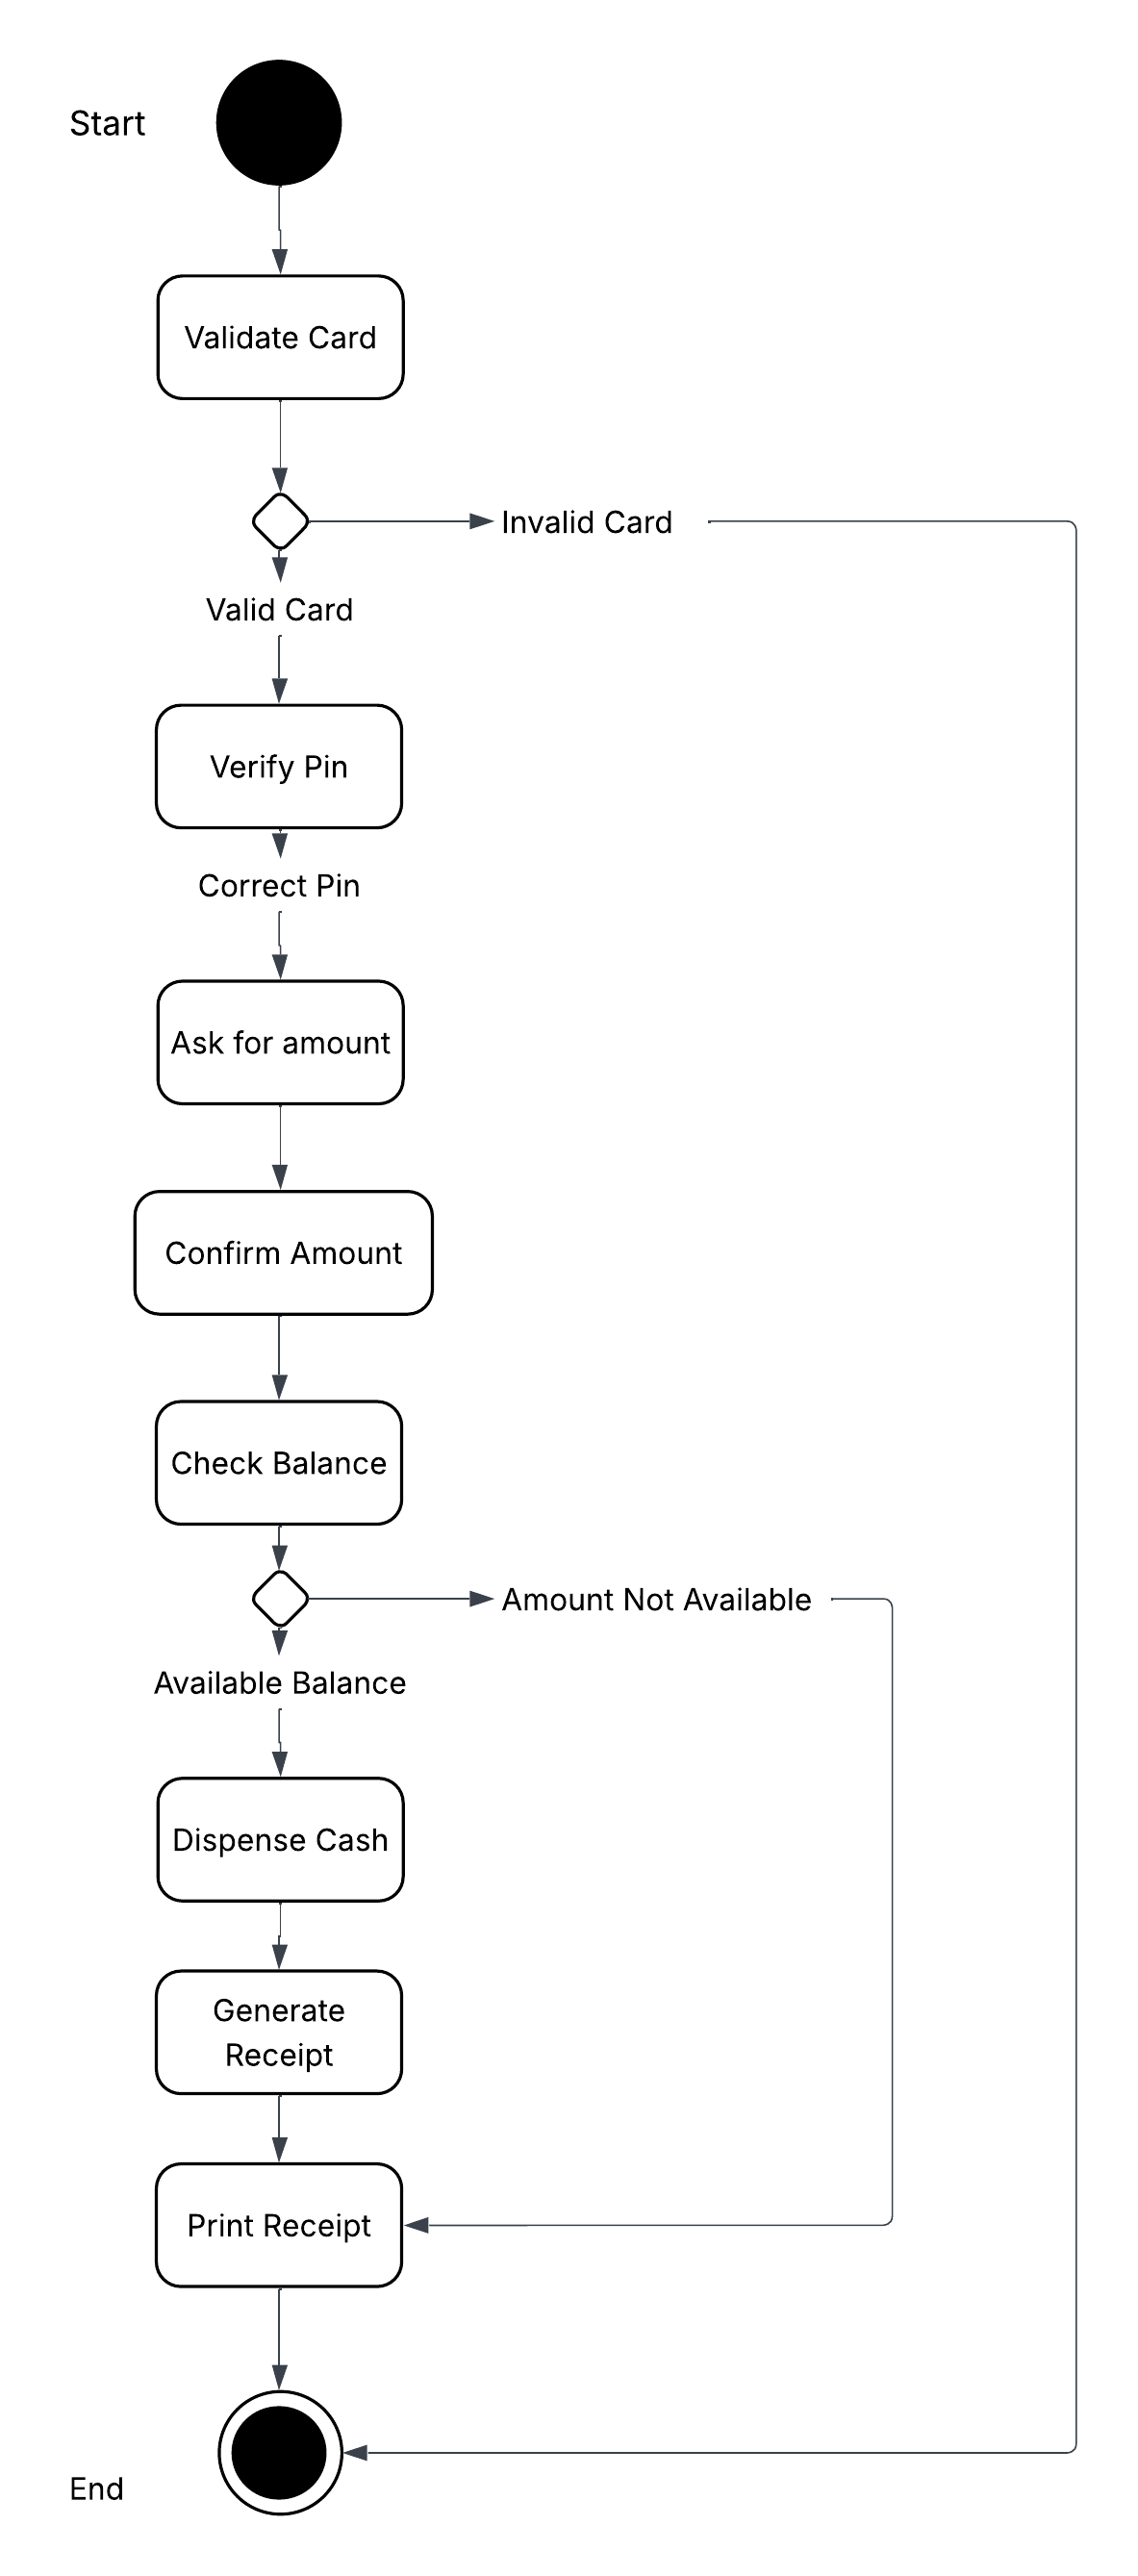 Start
Validate Card
Invalid Card
Valid Card
Verify Pin
Correct Pin
Ask for amount
Confirm Amount
Check Balance
Amount Not Available
Available Balance
Dispense Cash
Generate
Receipt
Print Receipt
End